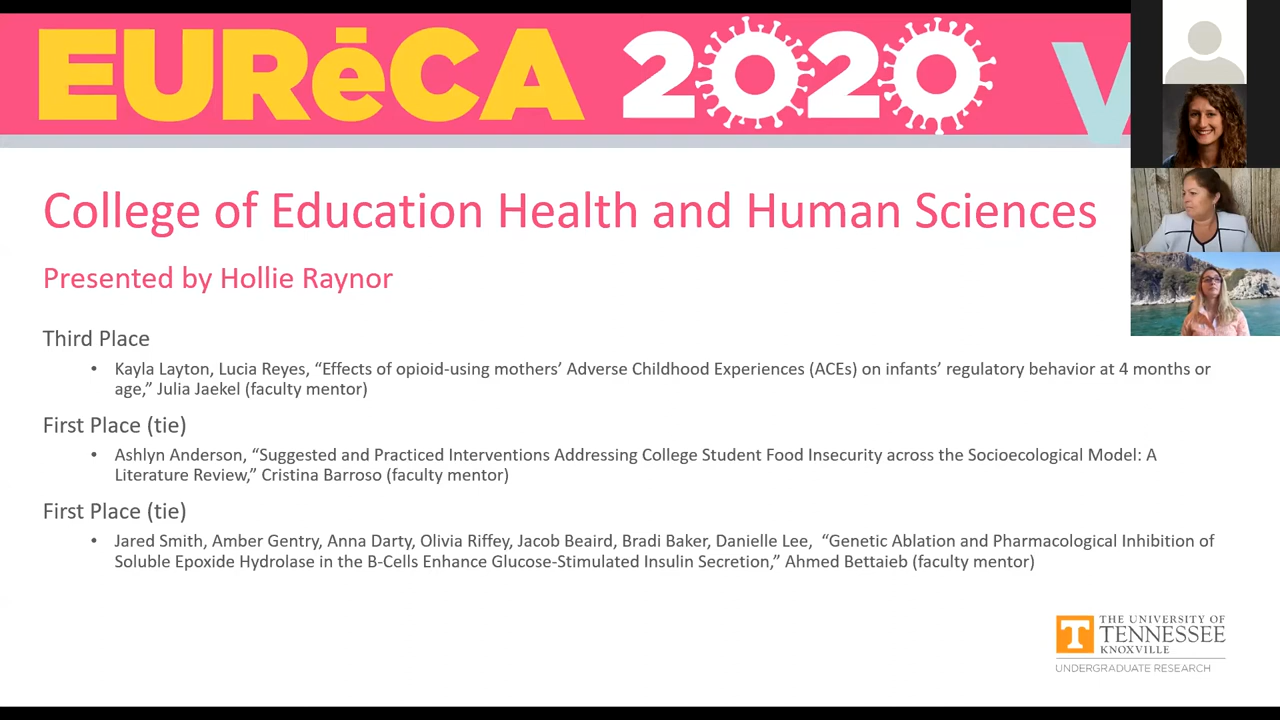 EURēCA 2020 V
College of Education Health and Human Sciences
Presented by Hollie Raynor
Third Place
• Kayla Layton, Lucia Reyes, “Effects of opioid-using mothers’ Adverse Childhood Experiences (ACEs) on infants’ regulatory behavior at 4 months or
age,” Julia Jaekel (faculty mentor)
First Place (tie)
• Ashlyn Anderson, “Suggested and Practiced Interventions Addressing College Student Food Insecurity across the Socioecological Model: A
Literature Review,” Cristina Barroso (faculty mentor)
First Place (tie)
• Jared Smith, Amber Gentry, Anna Darty, Olivia Riffey, Jacob Beaird, Bradi Baker, Danielle Lee, “Genetic Ablation and Pharmacological Inhibition of
Soluble Epoxide Hydrolase in the B-Cells Enhance Glucose-Stimulated Insulin Secretion,” Ahmed Bettaieb (faculty mentor)
T THE UNIVERSITY OF
TENNESSEE
KNOXVILLE
UNDERGRADUATE RESEARCH